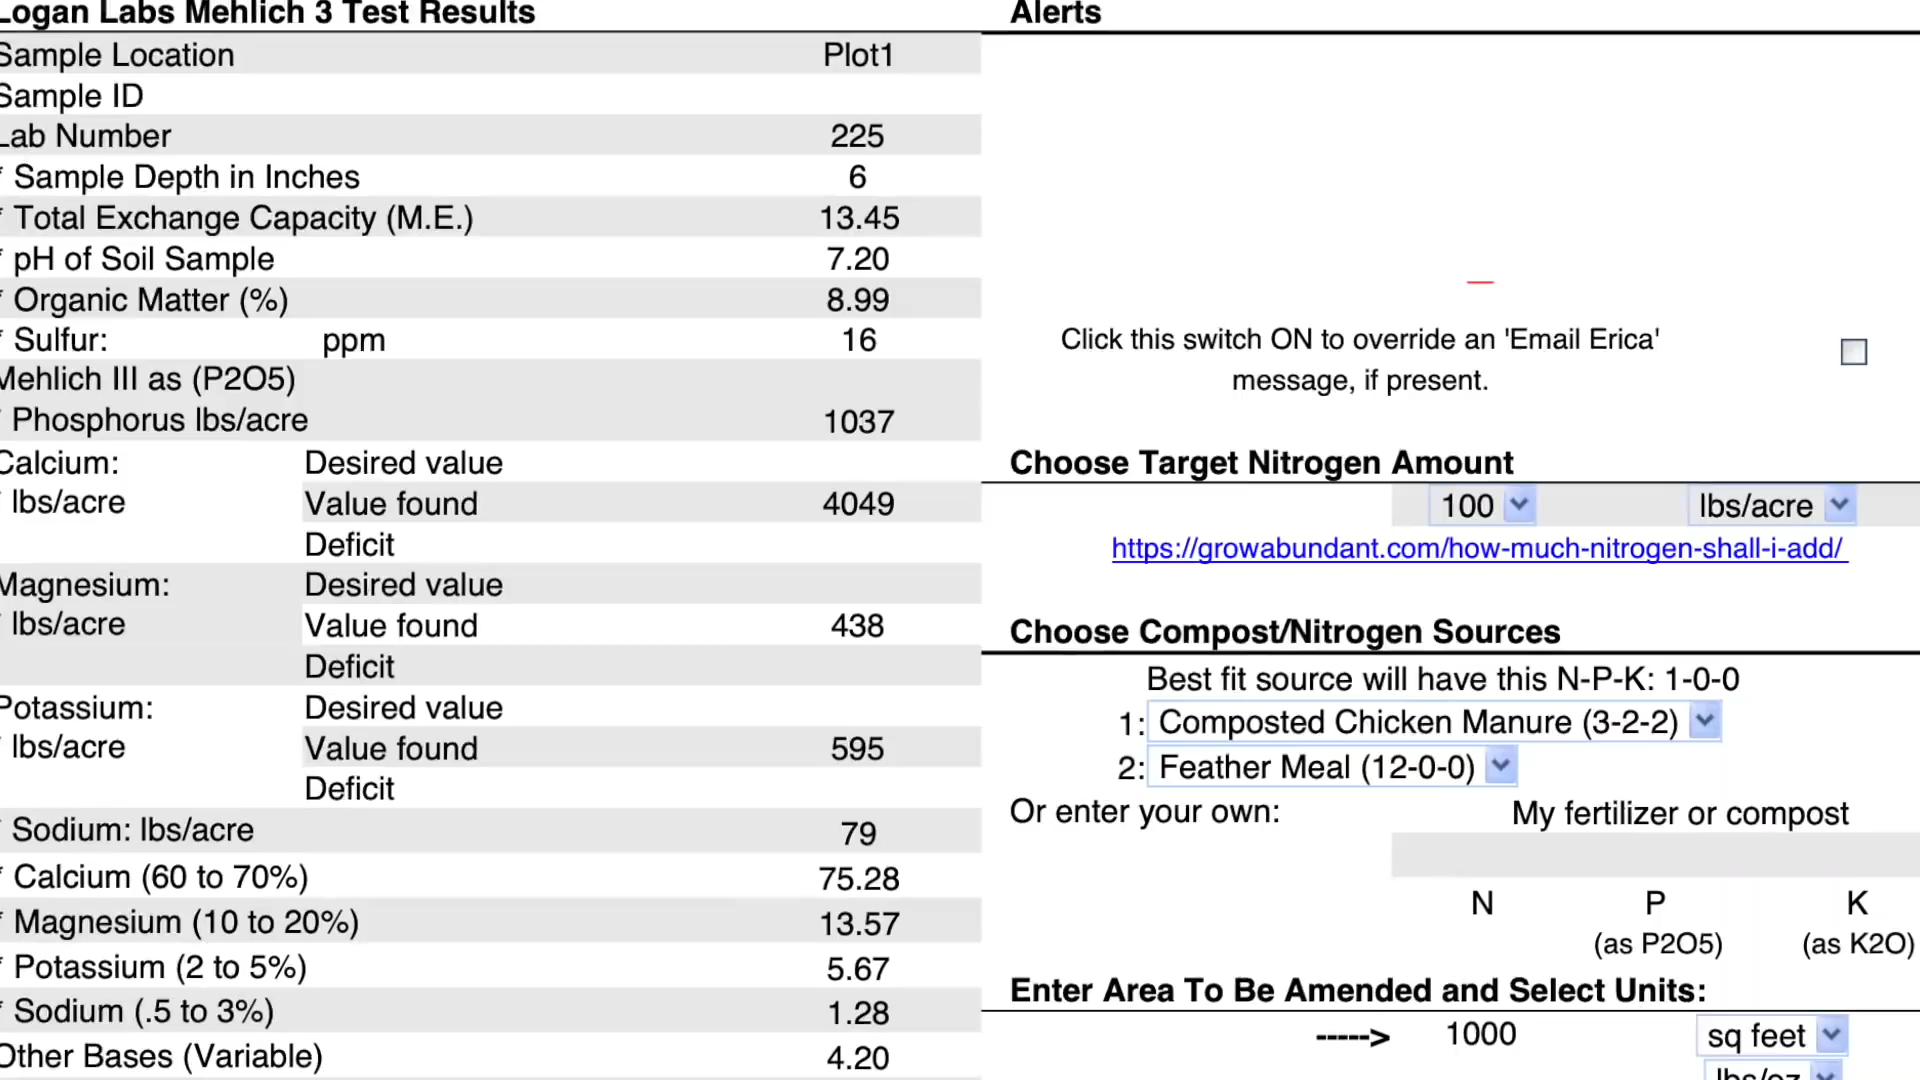 Logan Labs Mehlich 3 Test Results
Sample Location Plot1
Sample ID
Lab Number 225
* Sample Depth in Inches 6
* Total Exchange Capacity (M.E.) 13.45
* pH of Soil Sample 7.20
* Organic Matter (%) 8.99
* Sulfur: ppm 16
Mehlich III as (P2O5)
* Phosphorus lbs/acre 1037
Calcium: Desired value
* lbs/acre Value found 4049
Deficit
Magnesium: Desired value
* lbs/acre Value found 438
Deficit
Potassium: Desired value
* lbs/acre Value found 595
Deficit
* Sodium: lbs/acre 79
* Calcium (60 to 70%) 75.28
* Magnesium (10 to 20%) 13.57
* Potassium (2 to 5%) 5.67
* Sodium (.5 to 3%) 1.28
Other Bases (Variable) 4.20
Alerts
Click this switch ON to override an 'Email Erica'
message, if present.
Choose Target Nitrogen Amount
100 lbs/acre
https://growabundant.com/how-much-nitrogen-shall-i-add/
Choose Compost/Nitrogen Sources
Best fit source will have this N-P-K: 1-0-0
1: Composted Chicken Manure (3-2-2)
2: Feather Meal (12-0-0)
Or enter your own: My fertilizer or compost
N P K
(as P2O5) (as K2O)
Enter Area To Be Amended and Select Units:
-----> 1000 sq feet
lbs/oz